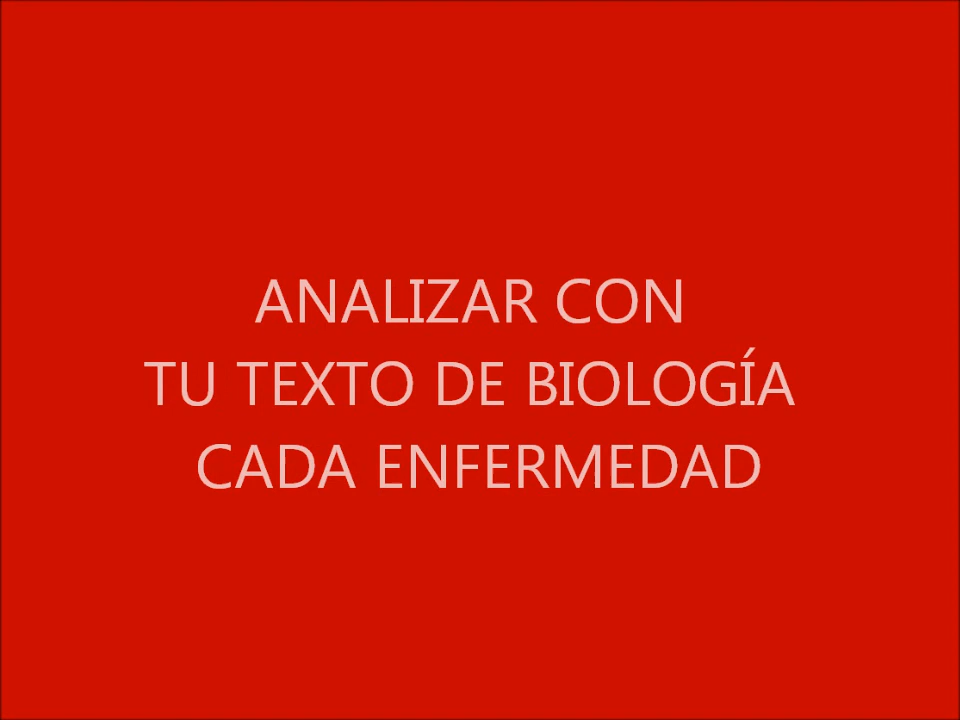 ANALIZAR CON
TU TEXTO DE BIOLOGÍA
CADA ENFERMEDAD